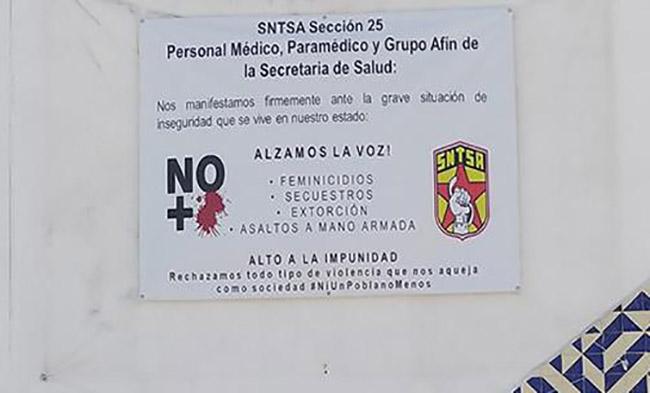 SNTSA Sección 25
Personal Médico, Paramédico y Grupo Afín de
la Secretaria de Salud:
Nos manifestamos firmemente ante la grave situación de
inseguridad que se vive en nuestro estado:
ALZAMOS LA VOZ!
NO
+
· FEMINICIDIOS
· SECUESTROS
· EXTORCIÓN
· ASALTOS A MANO ARMADA
SNTSA
ALTO A LA IMPUNIDAD
Rechazamos todo tipo de violencia que nos aqueja
como sociedad #NiUnPoblanoMenos